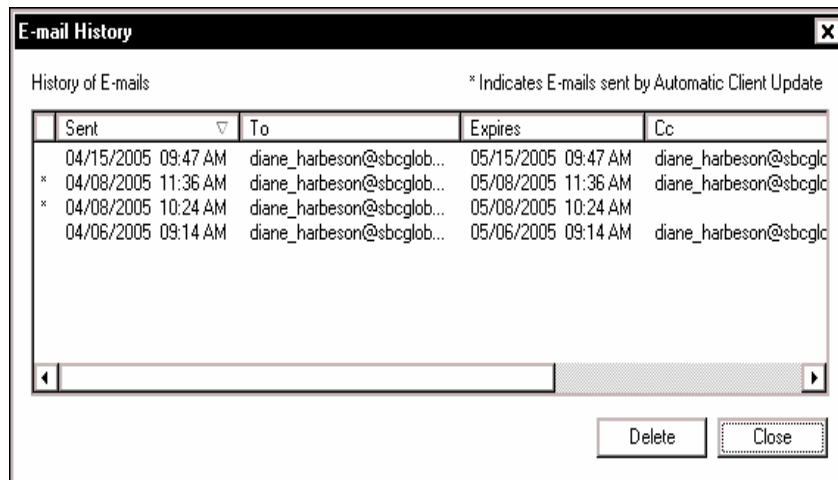 E-mail History
History of E-mails * Indicates E-mails sent by Automatic Client Update
Sent To Expires Cc
04/15/2005 09:47 AM diane_harbeson@sbcglob... 05/15/2005 09:47 AM diane_harbeson@sbcglo
* 04/08/2005 11:36 AM diane_harbeson@sbcglob... 05/08/2005 11:36 AM diane_harbeson@sbcglo
* 04/08/2005 10:24 AM diane_harbeson@sbcglob... 05/08/2005 10:24 AM
04/06/2005 09:14 AM diane_harbeson@sbcglob... 05/06/2005 09:14 AM diane_harbeson@sbcglo
Delete Close